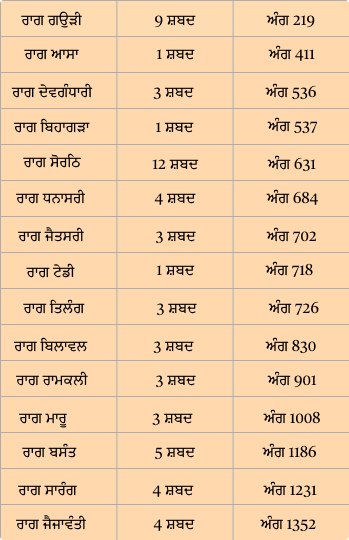 ਰਾਗ ਗਉੜੀ 9 ਸ਼ਬਦ ਅੰਗ 219
ਰਾਗ ਆਸਾ 1 ਸ਼ਬਦ ਅੰਗ 411
ਰਾਗ ਦੇਵਗੰਧਾਰੀ 3 ਸ਼ਬਦ ਅੰਗ 536
ਰਾਗ ਬਿਹਾਗੜਾ 1 ਸ਼ਬਦ ਅੰਗ 537
ਰਾਗ ਸੋਰਠਿ 12 ਸ਼ਬਦ ਅੰਗ 631
ਰਾਗ ਧਨਾਸਰੀ 4 ਸ਼ਬਦ ਅੰਗ 684
ਰਾਗ ਜੈਤਸਰੀ 3 ਸ਼ਬਦ ਅੰਗ 702
ਰਾਗ ਟੇਡੀ 1 ਸ਼ਬਦ ਅੰਗ 718
ਰਾਗ ਤਿਲੰਗ 3 ਸ਼ਬਦ ਅੰਗ 726
ਰਾਗ ਬਿਲਾਵਲ 3 ਸ਼ਬਦ ਅੰਗ 830
ਰਾਗ ਰਾਮਕਲੀ 3 ਸ਼ਬਦ ਅੰਗ 901
ਰਾਗ ਮਾਰੂ 3 ਸ਼ਬਦ ਅੰਗ 1008
ਰਾਗ ਬਸੰਤ 5 ਸ਼ਬਦ ਅੰਗ 1186
ਰਾਗ ਸਾਰੰਗ 4 ਸ਼ਬਦ ਅੰਗ 1231
ਰਾਗ ਜੈਜਾਵੰਤੀ 4 ਸ਼ਬਦ ਅੰਗ 1352